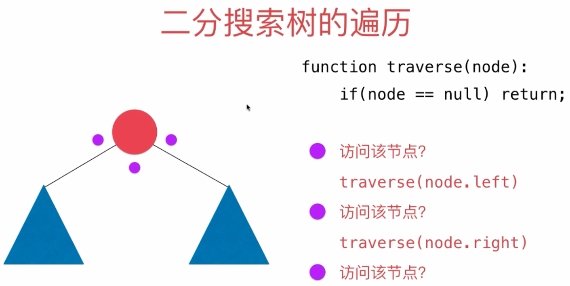 二分搜索树的遍历
function traverse(node):
if(node == null) return;
访问该节点?
traverse(node.left)
访问该节点?
traverse(node.right)
访问该节点?